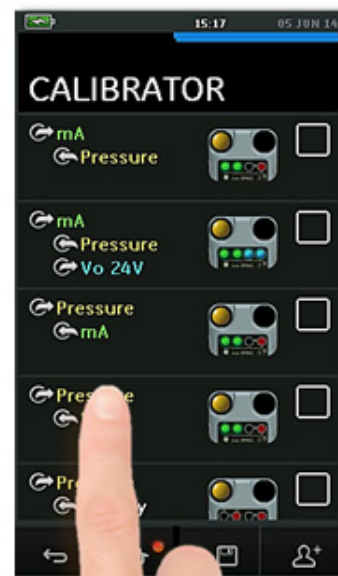 15:17 05 JUN 14
CALIBRATOR
mA
Pressure
mA
Pressure
Vo 24V
Pressure
mA